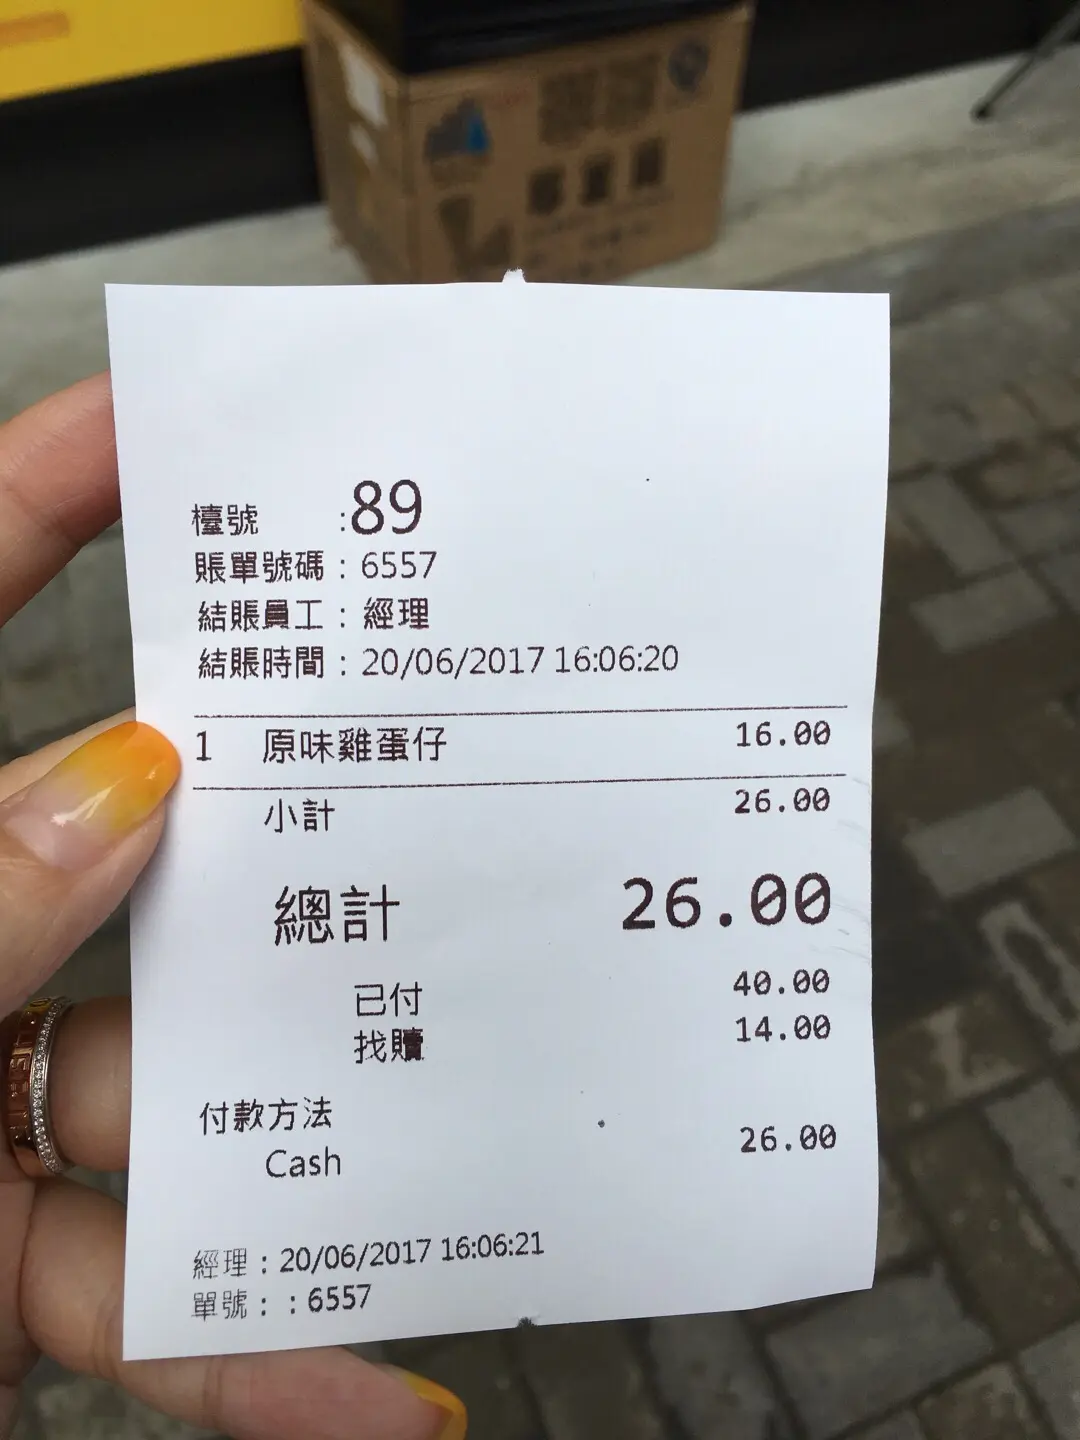 檯號 :89
賬單號碼 : 6557
結賬員工 : 經理
結賬時間 : 20/06/2017 16:06:20
1 原味雞蛋仔 16.00
小計 26.00
總計 26.00
已付 40.00
找贖 14.00
付款方法
Cash 26.00
經理 : 20/06/2017 16:06:21
單號 : : 6557